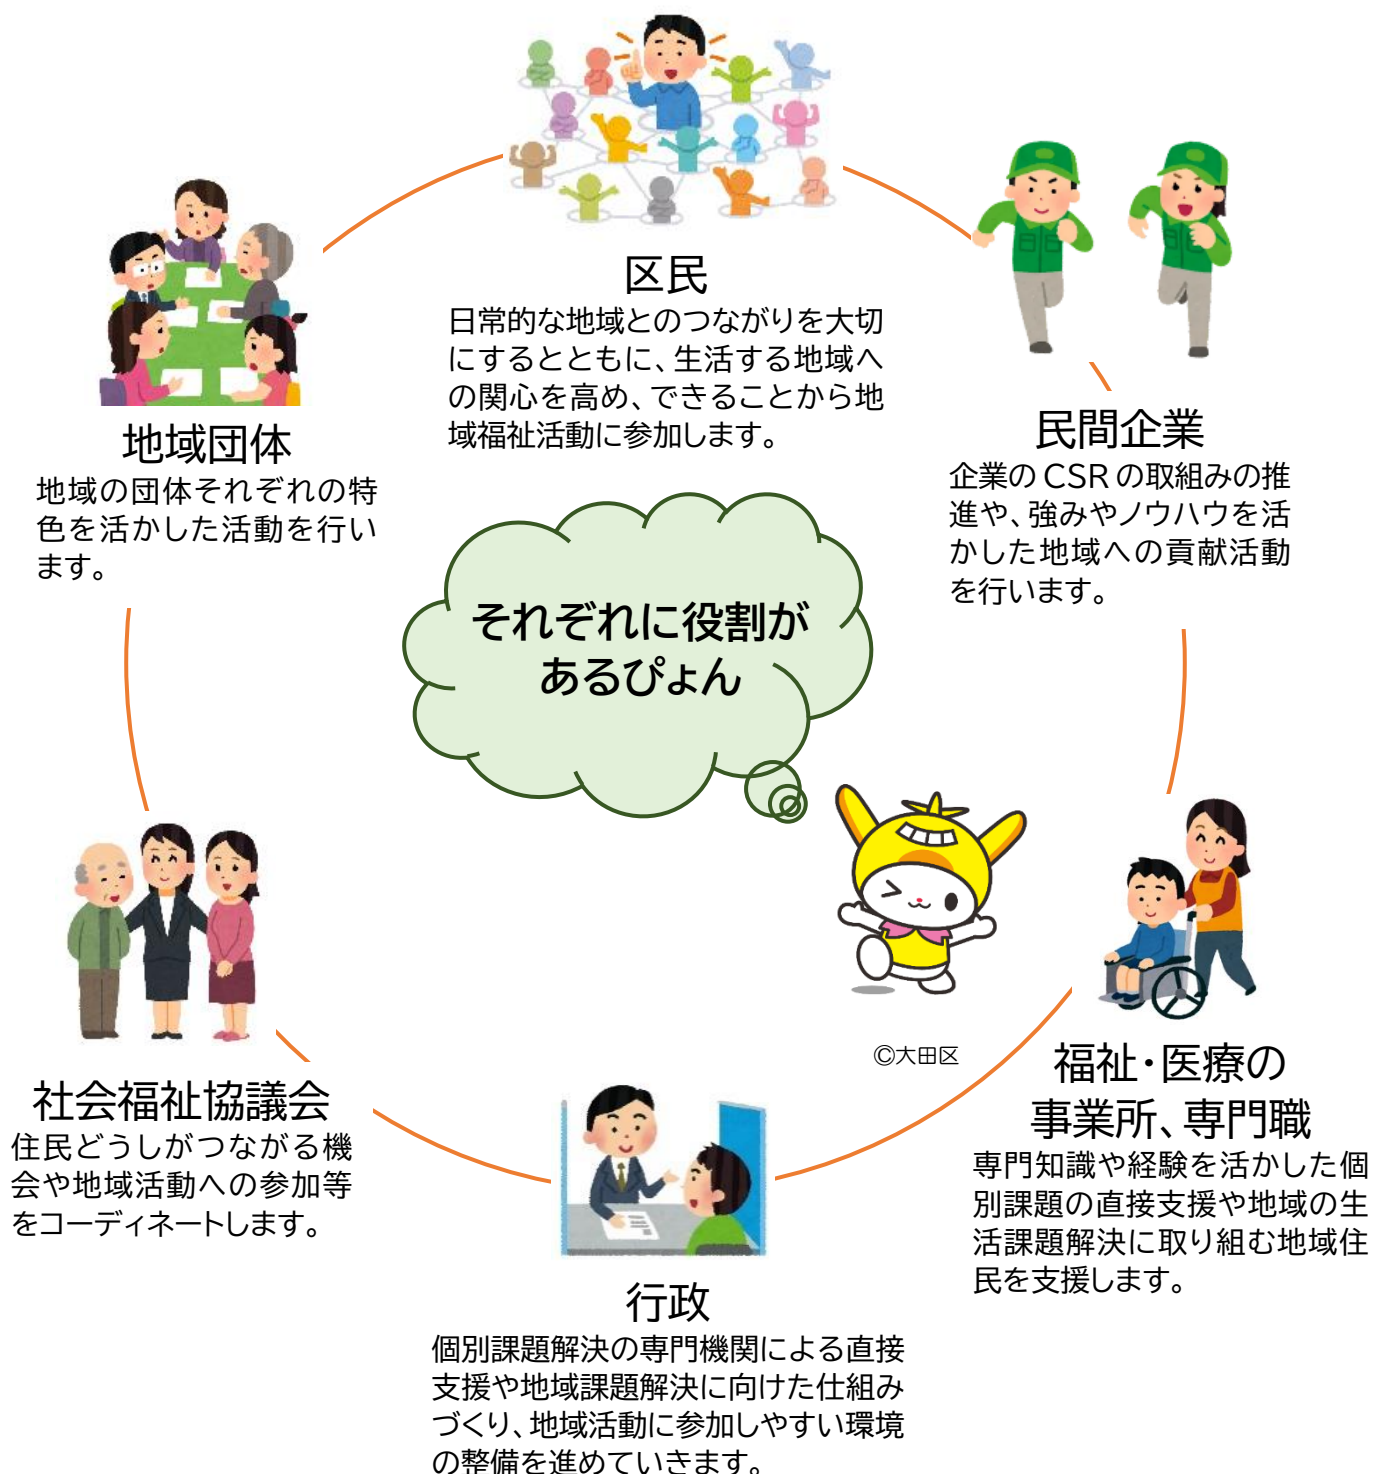 区民
日常的な地域とのつながりを大切
にするとともに、生活する地域へ
の関心を高め、できることから地
域福祉活動に参加します。
民間企業
企業のCSRの取組みの推
進や、強みやノウハウを活
かした地域への貢献活動
を行います。
地域団体
地域の団体それぞれの特
色を活かした活動を行い
ます。
それぞれに役割が
あるぴょん
©大田区
福祉・医療の
事業所、専門職
専門知識や経験を活かした個
別課題の直接支援や地域の生
活課題解決に取り組む地域住
民を支援します。
社会福祉協議会
住民どうしがつながる機
会や地域活動への参加等
をコーディネートします。
行政
個別課題解決の専門機関による直接
支援や地域課題解決に向けた仕組み
づくり、地域活動に参加しやすい環境
の整備を進めていきます。